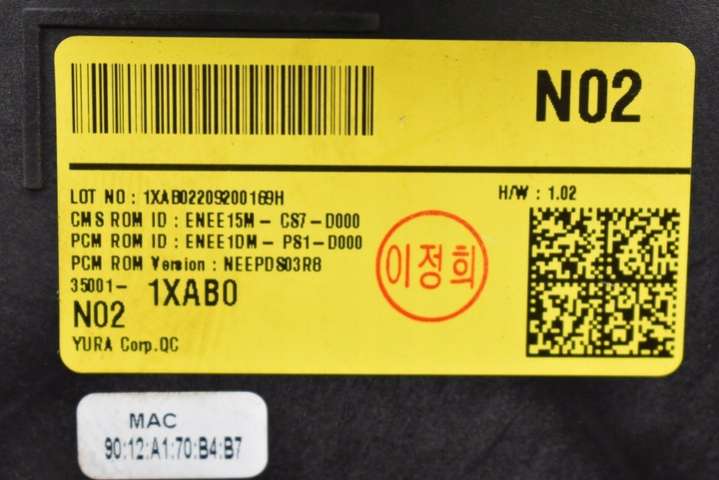 N02
LOT NO : 1XAB02209200169H
H/W : 1.02
CMS ROM ID : ENEE15M - CS7-D000
PCM ROM ID : ENEE1DM - PS1-D000
PCM ROM Version : NEEPDS03R8
이정희
35001- 1XAB0
N02
YURA Corp.QC
MAC
90:12:A1:70:B4:B7